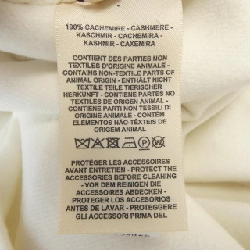 100% CACHEMIRE - CASHMERE
KASCHMIR - CACHEMIRA
KASHMIR - CAXEMIRA
CONTIENT DES PARTIES NON
TEXTILES D'ORIGINE ANIMALE -
CONTAINS NON-TEXTILE PARTS OF
ANIMAL ORIGIN - ENTHÄLT NICHT
TEXTILE TEILE TIERISCHER
HERKUNFT - CONTIENE PARTES NO
TEXTILES DE ORIGEN ANIMAL -
CONTIENE PARTI NON TESSILI DI
ORIGINE ANIMALE - CONTÉM
ELEMENTOS NÃO TÊXTEIS DE
ORIGEM ANIMAL
PROTÉGER LES ACCESSOIRES
AVANT ENTRETIEN - PROTECT THE
ACCESSORIES BEFORE CLEANING
- VOR DEM REINIGEN DIE
ACCESSOIRES ABDECKEN -
PROTEGER LOS ACCESORIOS
ANTES DE LAVAR - PROTEGGERE
GLI ACCESSORI PRIMA DEL